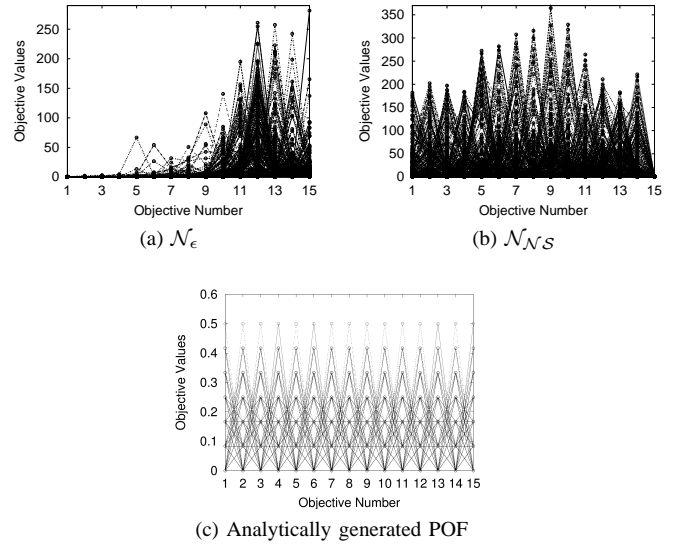 Objective Values
250
200
150
100
50
0
1 3 5 7 9 11 13 15
Objective Number
(a) 𝒩ϵ
Objective Values
350
300
250
200
150
100
50
0
1 3 5 7 9 11 13 15
Objective Number
(b) 𝒩𝒩𝒮
Objective Values
0.6
0.5
0.4
0.3
0.2
0.1
0
1 2 3 4 5 6 7 8 9 10 11 12 13 14 15
Objective Number
(c) Analytically generated POF